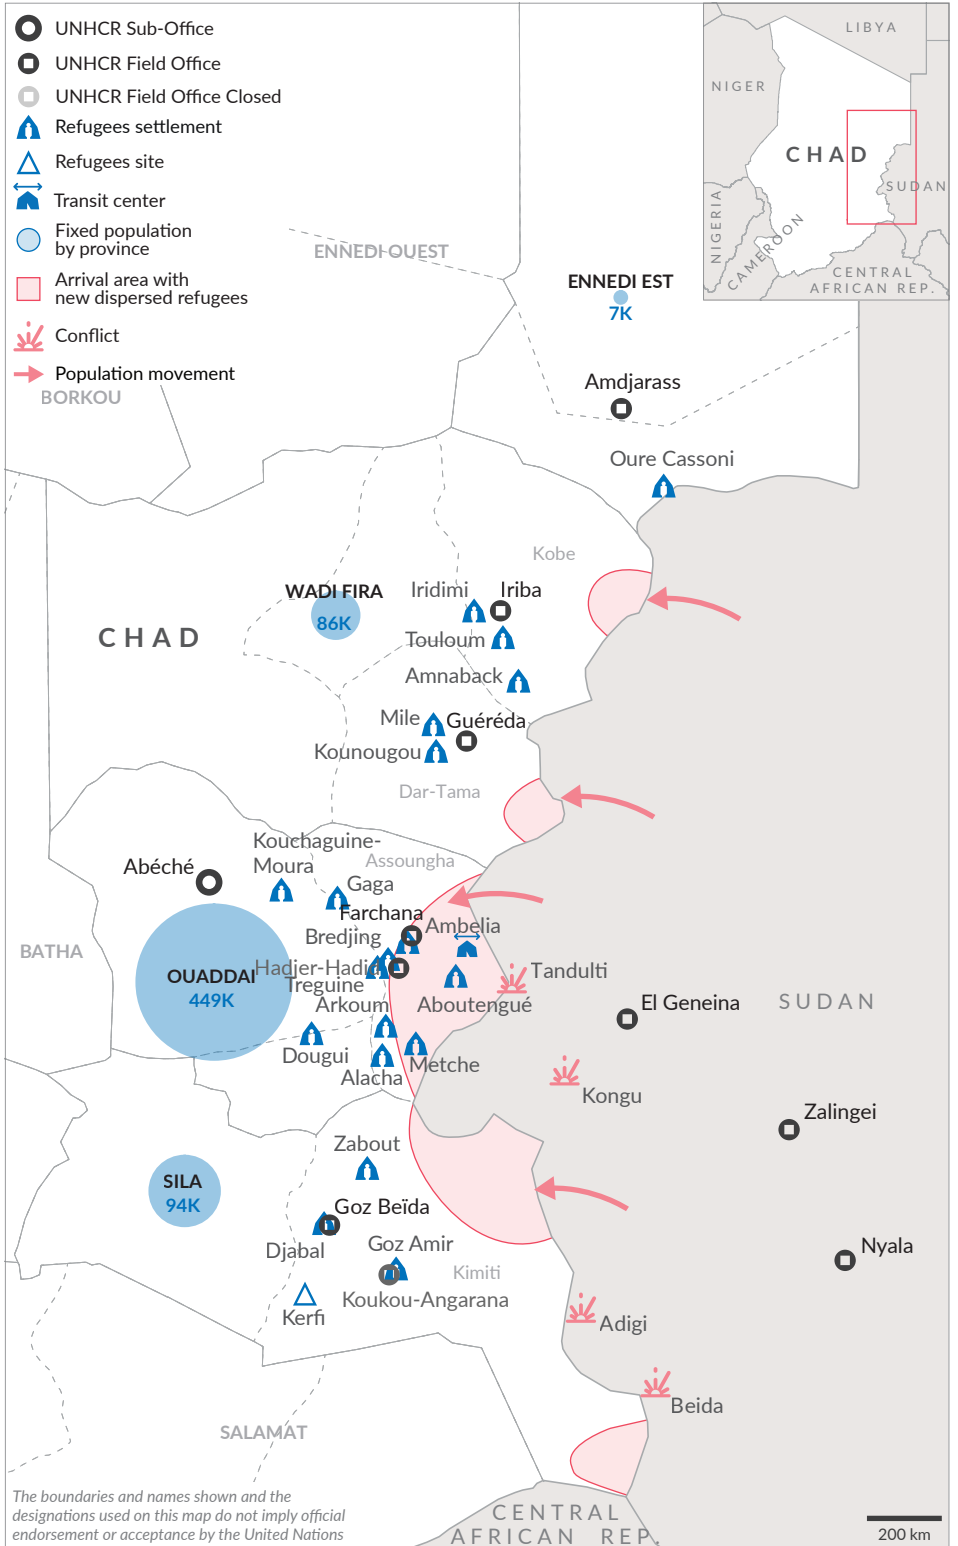 UNHCR Sub-Office
UNHCR Field Office
UNHCR Field Office Closed
Refugees settlement
Refugees site
Transit center
Fixed population
by province
Arrival area with
new dispersed refugees
Conflict
Population movement
LIBYA
NIGER
CHAD
SUDAN
NIGERIA
CAMEROON
CENTRAL
AFRICAN REP.
ENNEDI OUEST
ENNEDI EST
7K
BORKOU
Amdjarass
Oure Cassoni
Kobe
WADI FIRA
86K
Iridimi
Iriba
CHAD
Touloum
Amnaback
Mile
Guéréda
Kounougou
Dar-Tama
Kouchaguine-
Moura
Assoungha
Abéché
Gaga
Farchana
Ambelia
Bredjing
BATHA
OUADDAI
449K
Hadjer-Hadid
Treguine
Tandulti
Arkoum
Aboutengué
El Geneina
SUDAN
Dougui
Metche
Alacha
Kongu
Zalingei
Zabout
SILA
94K
Goz Beïda
Djabal
Goz Amir
Nyala
Kimiti
Koukou-Angarana
Kerfi
Adigi
Beida
SALAMAT
The boundaries and names shown and the
designations used on this map do not imply official
endorsement or acceptance by the United Nations
CENTRAL
AFRICAN REP.
200 km